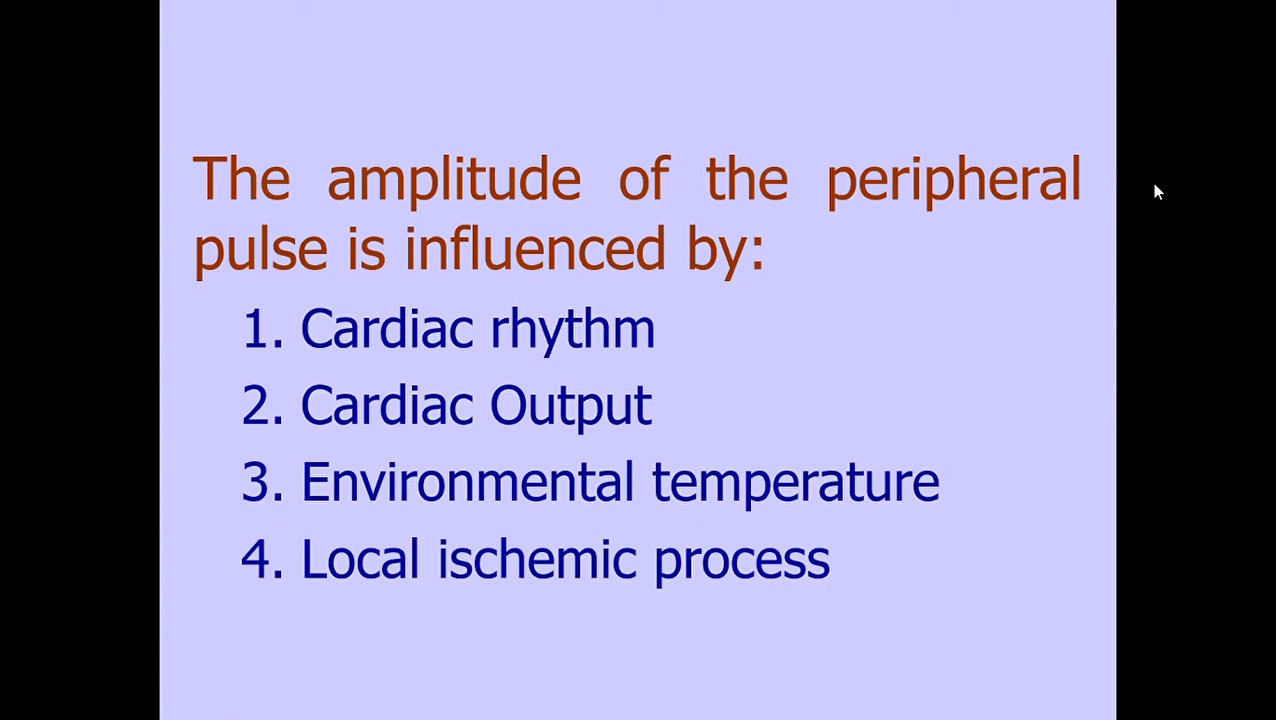 The amplitude of the peripheral
pulse is influenced by:
1. Cardiac rhythm
2. Cardiac Output
3. Environmental temperature
4. Local ischemic process